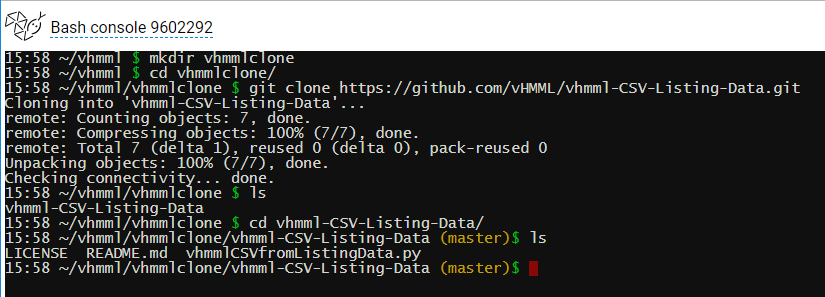 Bash console 9602292
15:58 ~/vhmml $ mkdir vhmmlclone
15:58 ~/vhmml $ cd vhmmlclone/
15:58 ~/vhmml/vhmmlclone $ git clone https://github.com/vHMML/vhmml-CSV-Listing-Data.git
Cloning into 'vhmml-CSV-Listing-Data'...
remote: Counting objects: 7, done.
remote: Compressing objects: 100% (7/7), done.
remote: Total 7 (delta 1), reused 0 (delta 0), pack-reused 0
Unpacking objects: 100% (7/7), done.
Checking connectivity... done.
15:58 ~/vhmml/vhmmlclone $ ls
vhmml-CSV-Listing-Data
15:58 ~/vhmml/vhmmlclone $ cd vhmml-CSV-Listing-Data/
15:58 ~/vhmml/vhmmlclone/vhmml-CSV-Listing-Data (master)$ ls
LICENSE  README.md  vhmmlCSVfromListingData.py
15:58 ~/vhmml/vhmmlclone/vhmml-CSV-Listing-Data (master)$